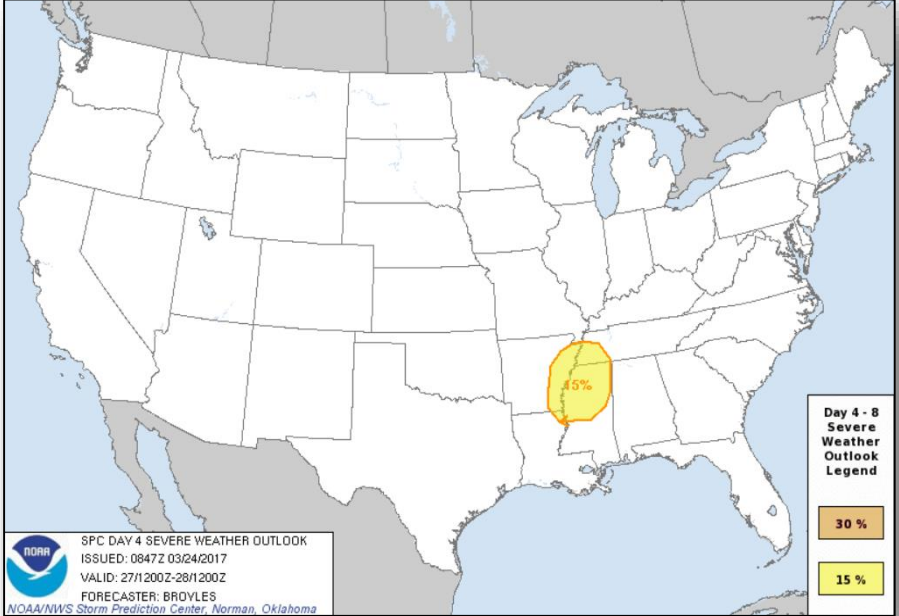 15%
Day 4 - 8
Severe
Weather
Outlook
Legend
30 %
15 %
NOAA
SPC DAY 4 SEVERE WEATHER OUTLOOK
ISSUED: 0847Z 03/24/2017
VALID: 27/1200Z-28/1200Z
FORECASTER: BROYLES
NOAA/NWS Storm Prediction Center, Norman, Oklahoma